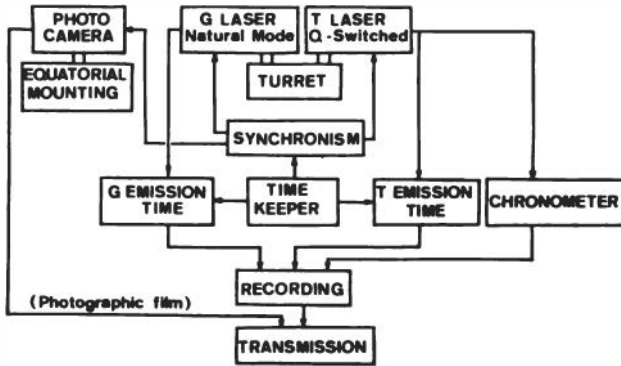 PHOTO
CAMERA
G LASER
Natural Mode
T LASER
Q-Switched
EQUATORIAL
MOUNTING
TURRET
SYNCHRONISM
G EMISSION
TIME
TIME
KEEPER
T EMISSION
TIME
CHRONOMETER
RECORDING
(Photographic film)
TRANSMISSION